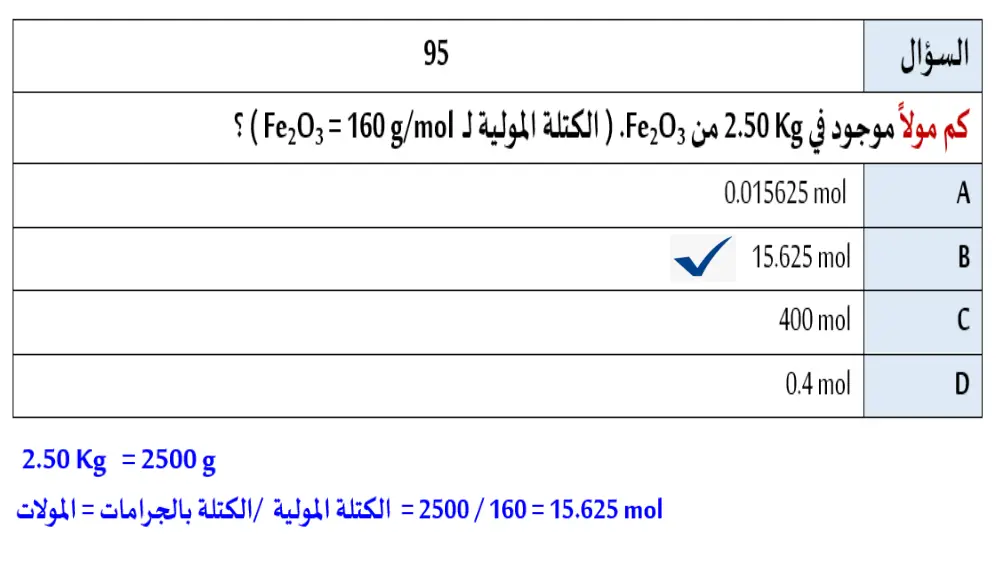 السؤال 95
كم مولاً موجود في 2.50 Kg من Fe₂O₃. ( الكتلة المولية لـ Fe₂O₃ = 160 g/mol ) ؟
A 0.015625 mol
B 15.625 mol
C 400 mol
D 0.4 mol
2.50 Kg = 2500 g
المولات = الكتلة بالجرامات/ الكتلة المولية = 2500 / 160 = 15.625 mol